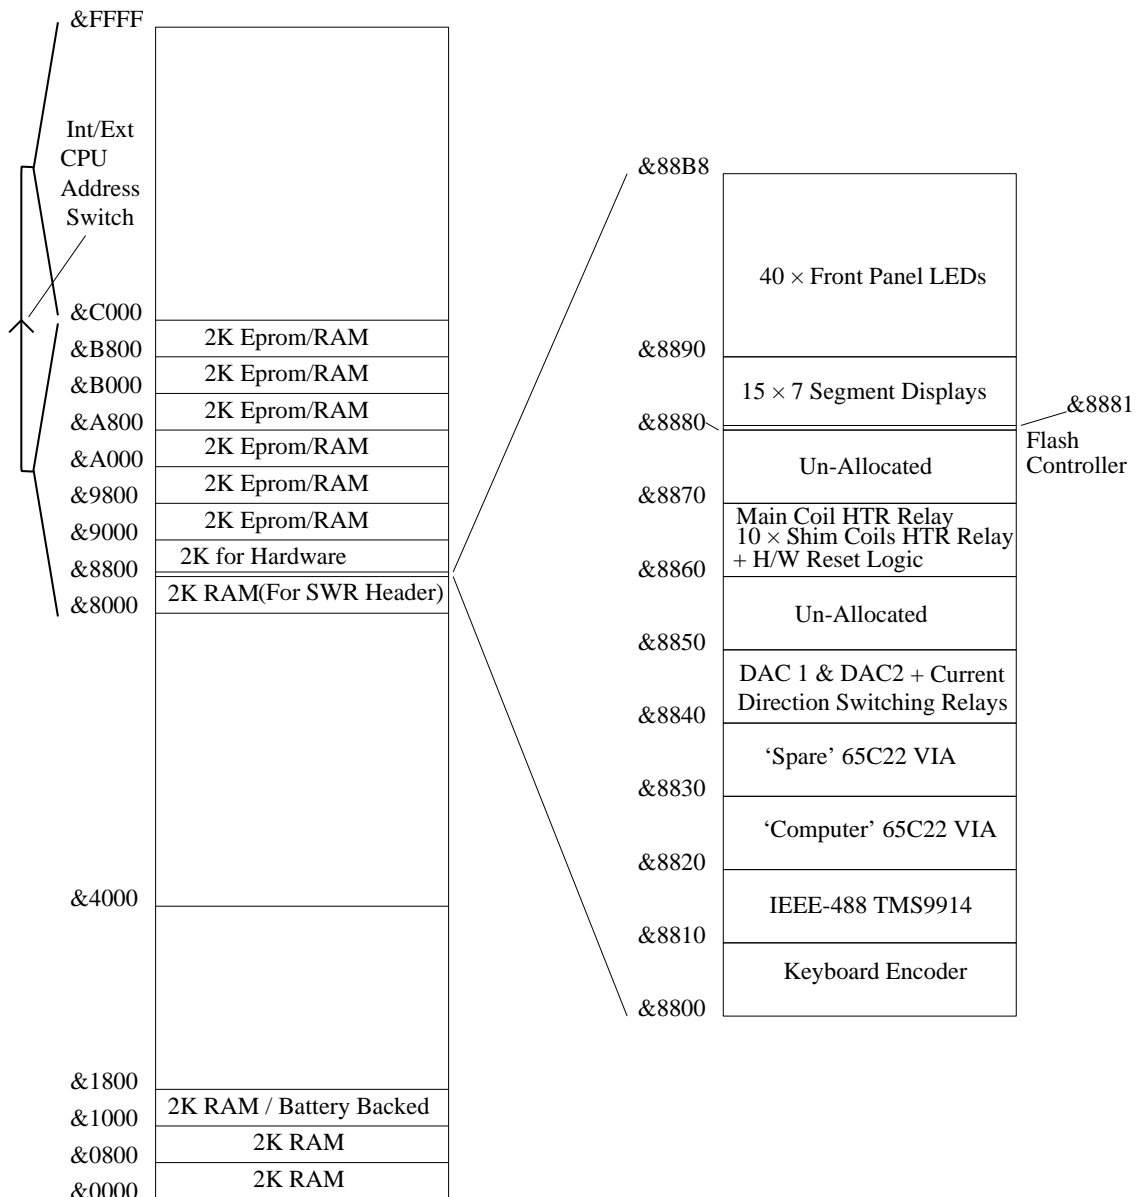 &FFFF
Int/Ext
CPU
Address
Switch
&C000
2K Eprom/RAM
&B800
2K Eprom/RAM
&B000
2K Eprom/RAM
&A800
2K Eprom/RAM
&A000
2K Eprom/RAM
&9800
2K Eprom/RAM
&9000
2K for Hardware
&8800
2K RAM(For SWR Header)
&8000
&4000
&1800
2K RAM / Battery Backed
&1000
2K RAM
&0800
2K RAM
&0000
&88B8
40 × Front Panel LEDs
&8890
15 × 7 Segment Displays
&8881
&8880
Flash
Controller
Un-Allocated
&8870
Main Coil HTR Relay
10 × Shim Coils HTR Relay
+ H/W Reset Logic
&8860
Un-Allocated
&8850
DAC 1 & DAC2 + Current
Direction Switching Relays
&8840
‘Spare’ 65C22 VIA
&8830
‘Computer’ 65C22 VIA
&8820
IEEE-488 TMS9914
&8810
Keyboard Encoder
&8800